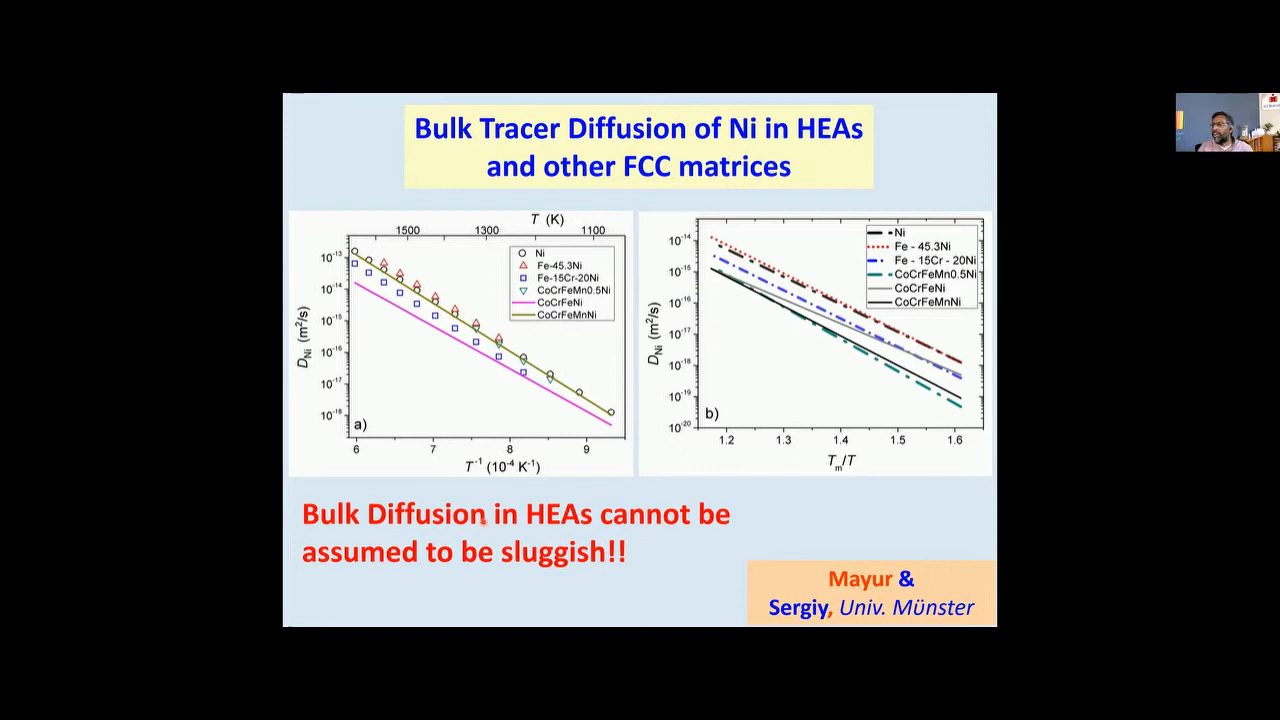 Bulk Tracer Diffusion of Ni in HEAs
and other FCC matrices
T (K)
1500 1300 1100
10⁻¹³
10⁻¹⁴
10⁻¹⁵
10⁻¹⁶
10⁻¹⁷
10⁻¹⁸
D_Ni (m²/s)
Ni
Fe-45.3Ni
Fe-15Cr-20Ni
CoCrFeMn0.5Ni
CoCrFeNi
CoCrFeMnNi
a)
6 7 8 9
T⁻¹ (10⁻⁴ K⁻¹)
10⁻¹⁴
10⁻¹⁵
10⁻¹⁶
10⁻¹⁷
10⁻¹⁸
10⁻¹⁹
10⁻²⁰
D_Ni (m²/s)
Ni
Fe - 45.3Ni
Fe - 15Cr - 20Ni
CoCrFeMn0.5Ni
CoCrFeNi
CoCrFeMnNi
b)
1.2 1.3 1.4 1.5 1.6
T_m/T
Bulk Diffusion in HEAs cannot be
assumed to be sluggish!!
Mayur &
Sergiy, Univ. Münster